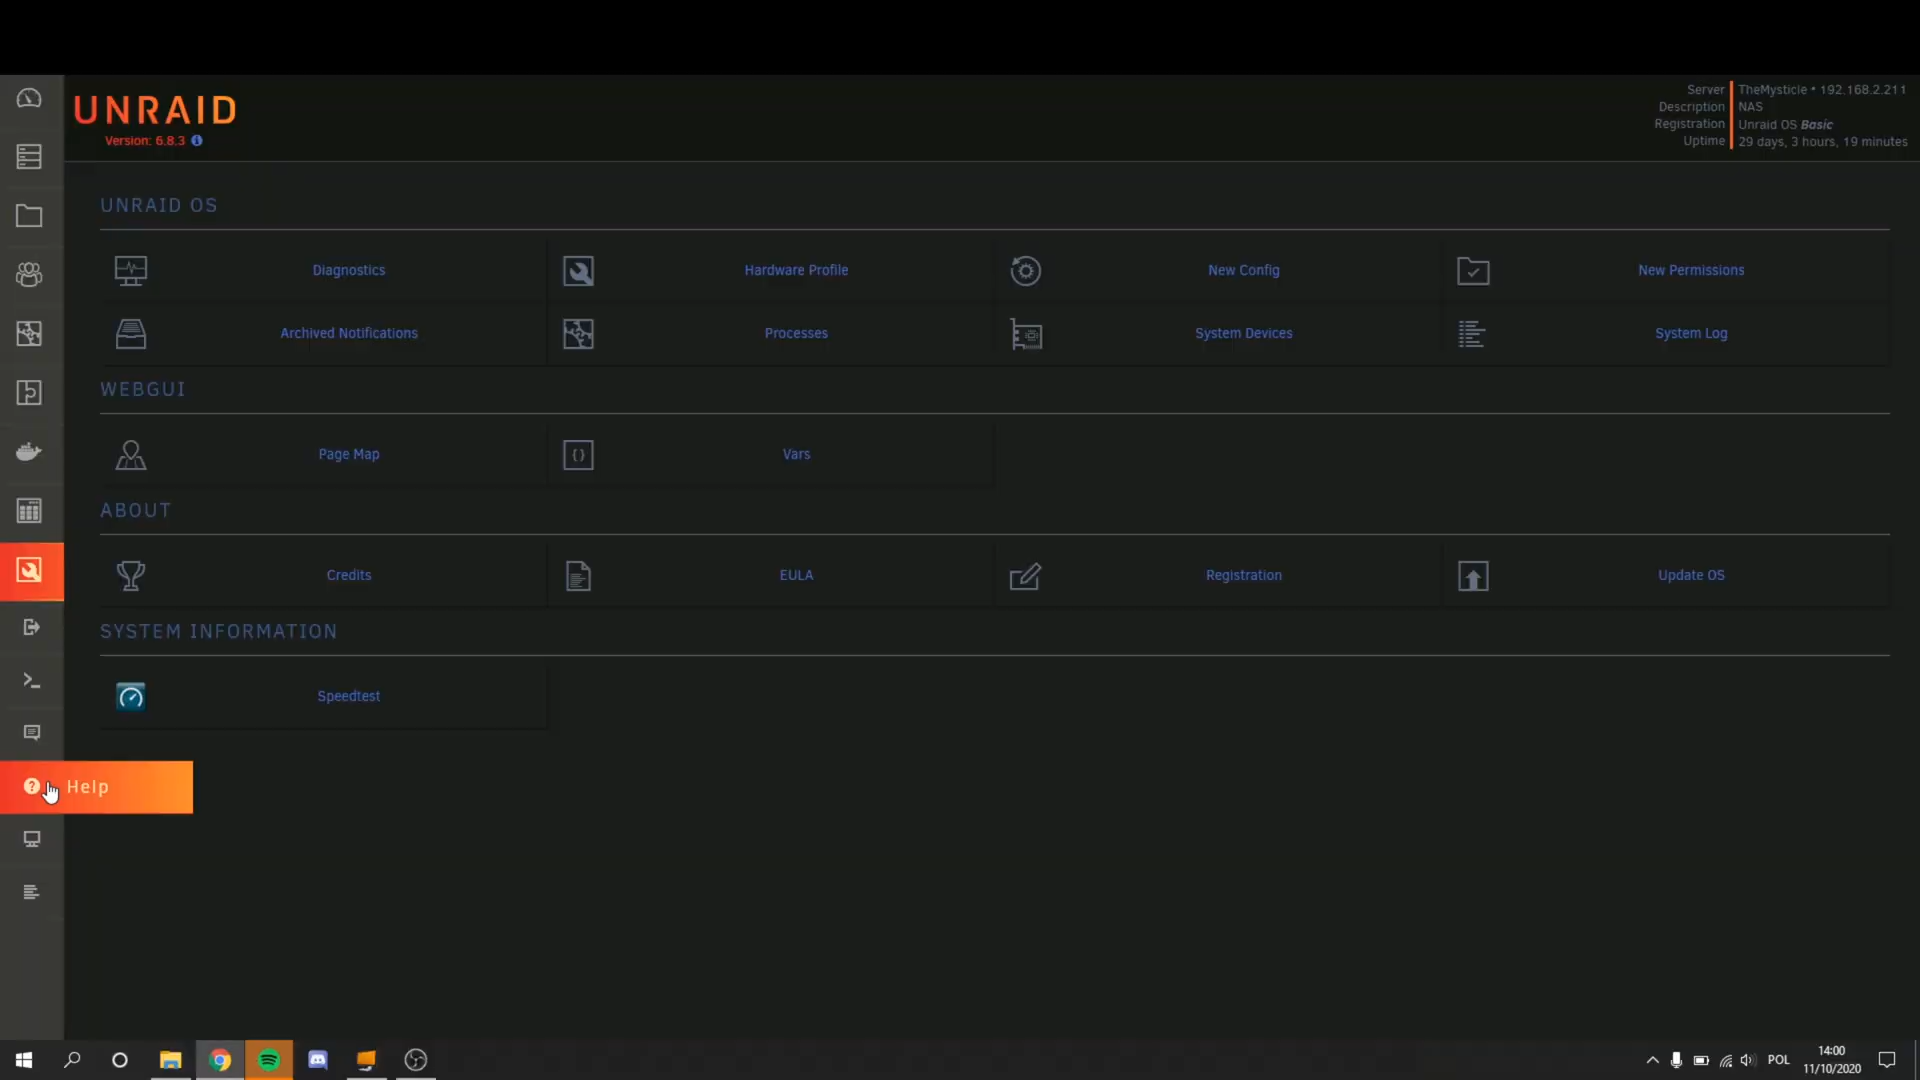 UNRAID
Version: 6.8.3
Server TheMysticle • 192.168.2.211
Description NAS
Registration Unraid OS Basic
Uptime 29 days, 3 hours, 19 minutes
UNRAID OS
Diagnostics Hardware Profile New Config New Permissions
Archived Notifications Processes System Devices System Log
WEBGUI
Page Map Vars
ABOUT
Credits EULA Registration Update OS
SYSTEM INFORMATION
Speedtest
Help
POL
14:00
11/10/2020